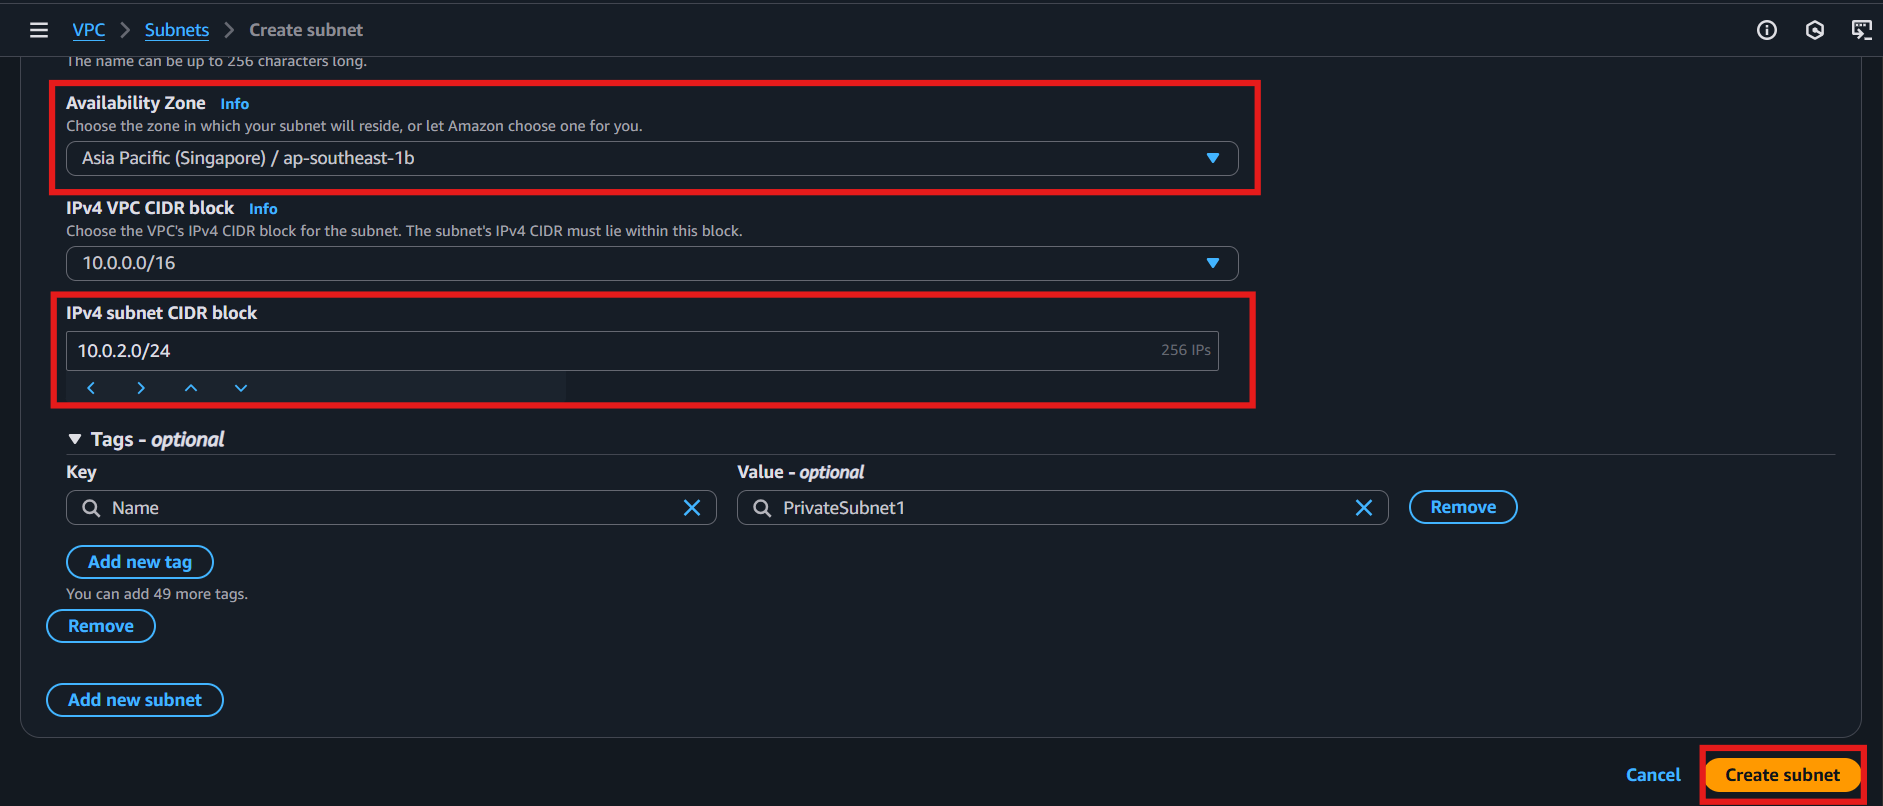 VPC > Subnets > Create subnet
The name can be up to 256 characters long.
Availability Zone Info
Choose the zone in which your subnet will reside, or let Amazon choose one for you.
Asia Pacific (Singapore) / ap-southeast-1b
IPv4 VPC CIDR block Info
Choose the VPC's IPv4 CIDR block for the subnet. The subnet's IPv4 CIDR must lie within this block.
10.0.0.0/16
IPv4 subnet CIDR block
10.0.2.0/24 256 IPs
Tags - optional
Key Value - optional
Name PrivateSubnet1 Remove
Add new tag
You can add 49 more tags.
Remove
Add new subnet
Cancel Create subnet